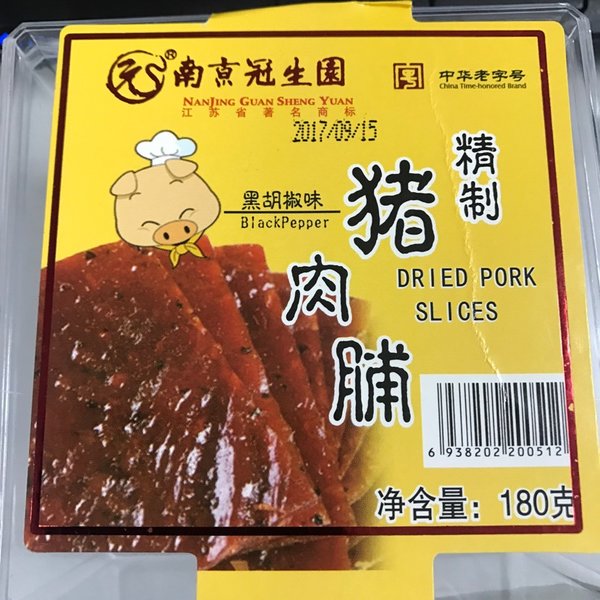 南京冠生園
NANJING GUAN SHENG YUAN
江苏省著名商标
2017/09/15
中华老字号
China Time-honored Brand
黑胡椒味
BlackPepper
精制
猪肉脯
DRIED PORK
SLICES
6 938202 200512
净含量: 180克